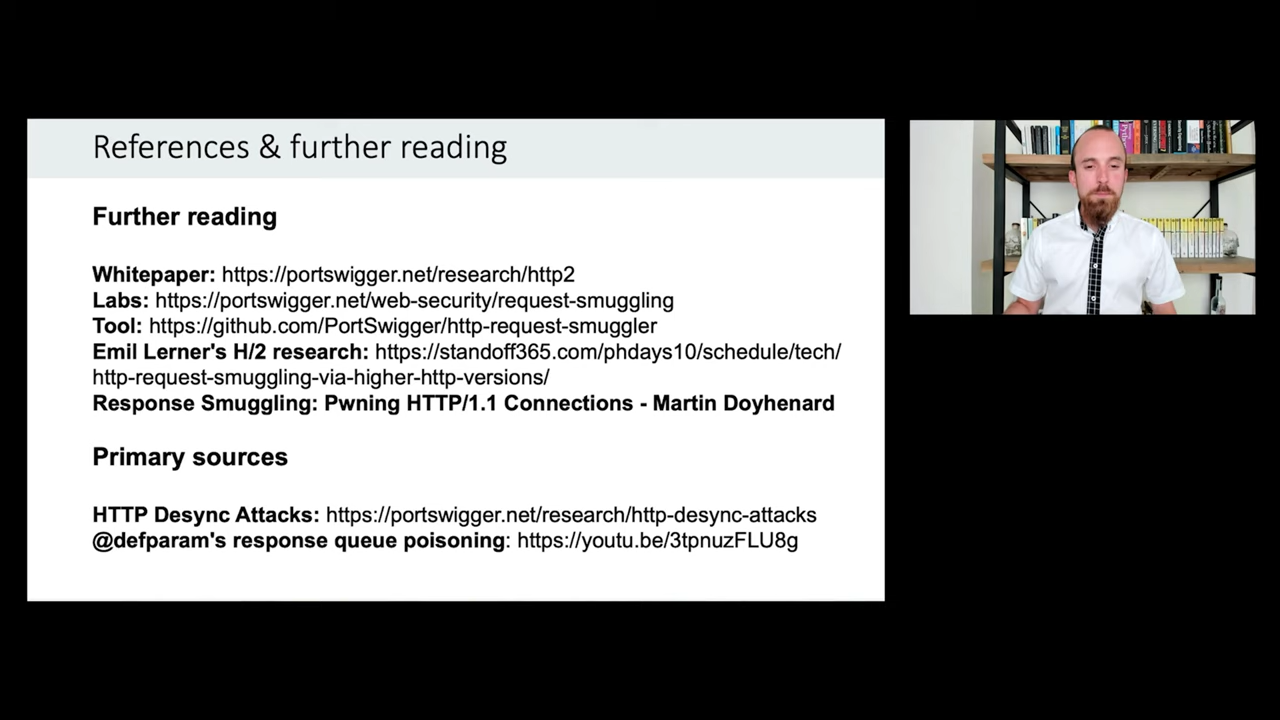 References & further reading
Further reading
Whitepaper: https://portswigger.net/research/http2
Labs: https://portswigger.net/web-security/request-smuggling
Tool: https://github.com/PortSwigger/http-request-smuggler
Emil Lerner's H/2 research: https://standoff365.com/phdays10/schedule/tech/
http-request-smuggling-via-higher-http-versions/
Response Smuggling: Pwning HTTP/1.1 Connections - Martin Doyhenard
Primary sources
HTTP Desync Attacks: https://portswigger.net/research/http-desync-attacks
@defparam's response queue poisoning: https://youtu.be/3tpnuzFLU8g